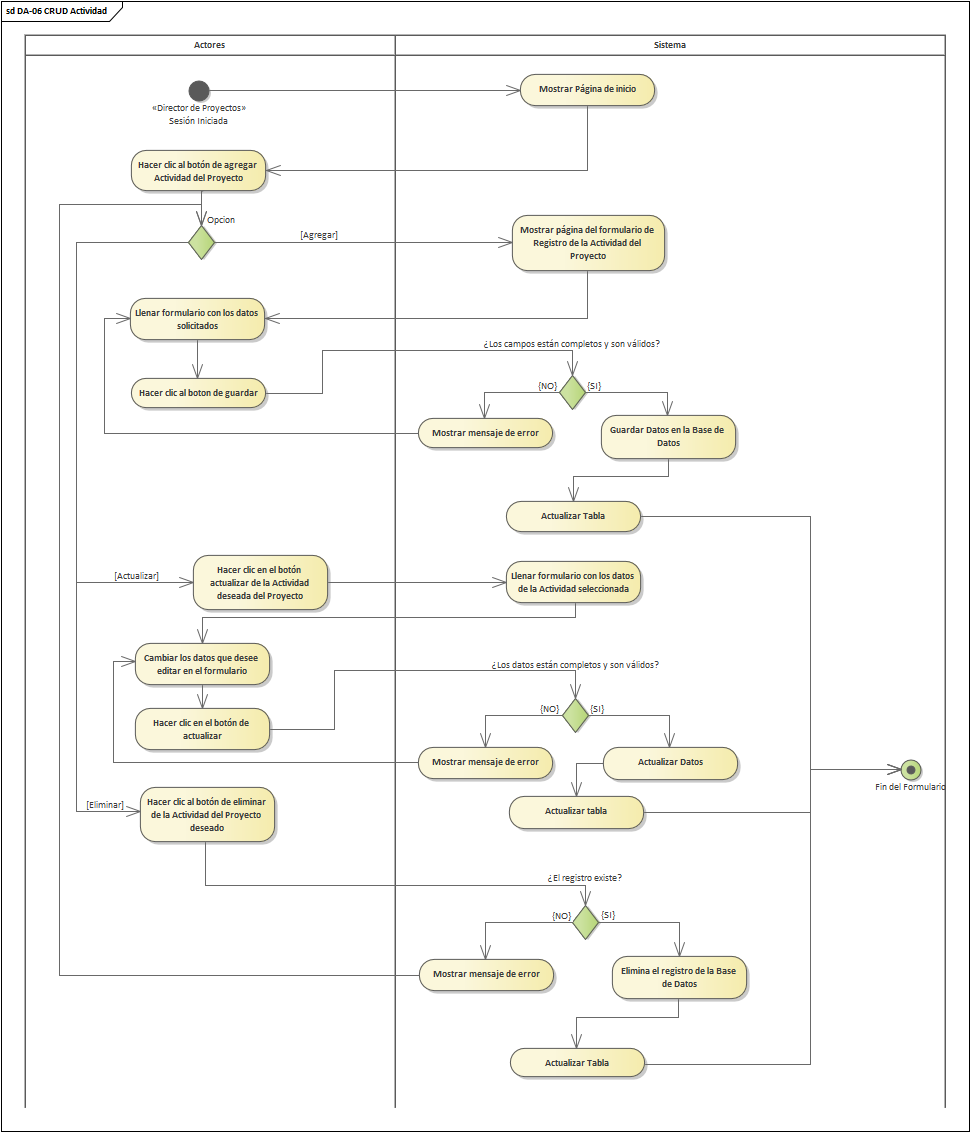 sd DA-06 CRUD Actividad
Actores
Sistema
Mostrar Página de inicio
«Director de Proyectos»
Sesión Iniciada
Hacer clic al botón de agregar
Actividad del Proyecto
Opcion
[Agregar]
Mostrar página del formulario de
Registro de la Actividad del
Proyecto
Llenar formulario con los datos
solicitados
¿Los campos están completos y son válidos?
Hacer clic al boton de guardar
{NO}
{SI}
Mostrar mensaje de error
Guardar Datos en la Base de
Datos
Actualizar Tabla
[Actualizar]
Hacer clic en el botón
actualizar de la Actividad
deseada del Proyecto
Llenar formulario con los datos
de la Actividad seleccionada
Cambiar los datos que desee
editar en el formulario
¿Los datos están completos y son válidos?
Hacer clic en el botón de
actualizar
{NO}
{SI}
Mostrar mensaje de error
Actualizar Datos
Fin del Formulario
[Eliminar]
Hacer clic al botón de eliminar
de la Actividad del Proyecto
deseado
Actualizar tabla
¿El registro existe?
{NO}
{SI}
Mostrar mensaje de error
Elimina el registro de la Base
de Datos
Actualizar Tabla